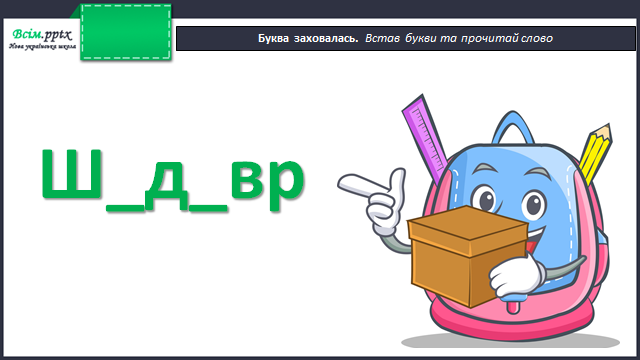 Всім.pptx
Нова українська школа
Буква заховалась. Встав букви та прочитай слово
Ш_д_вр